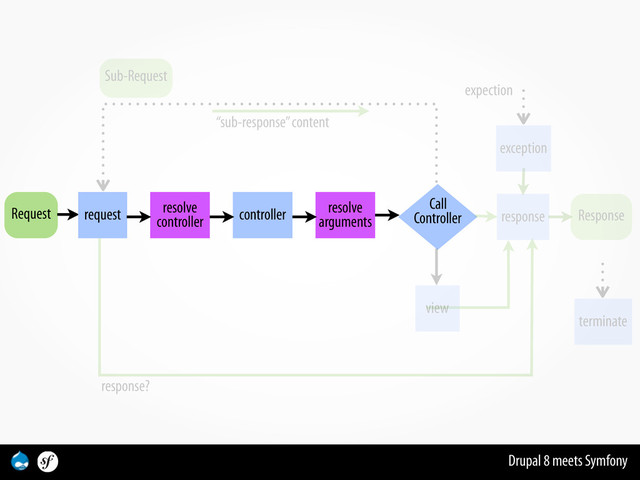 Sub-Request
expection
"sub-response" content
exception
Request
request
resolve
controller
controller
resolve
arguments
Call
Controller
response
Response
view
terminate
response?
sf
Drupal 8 meets Symfony